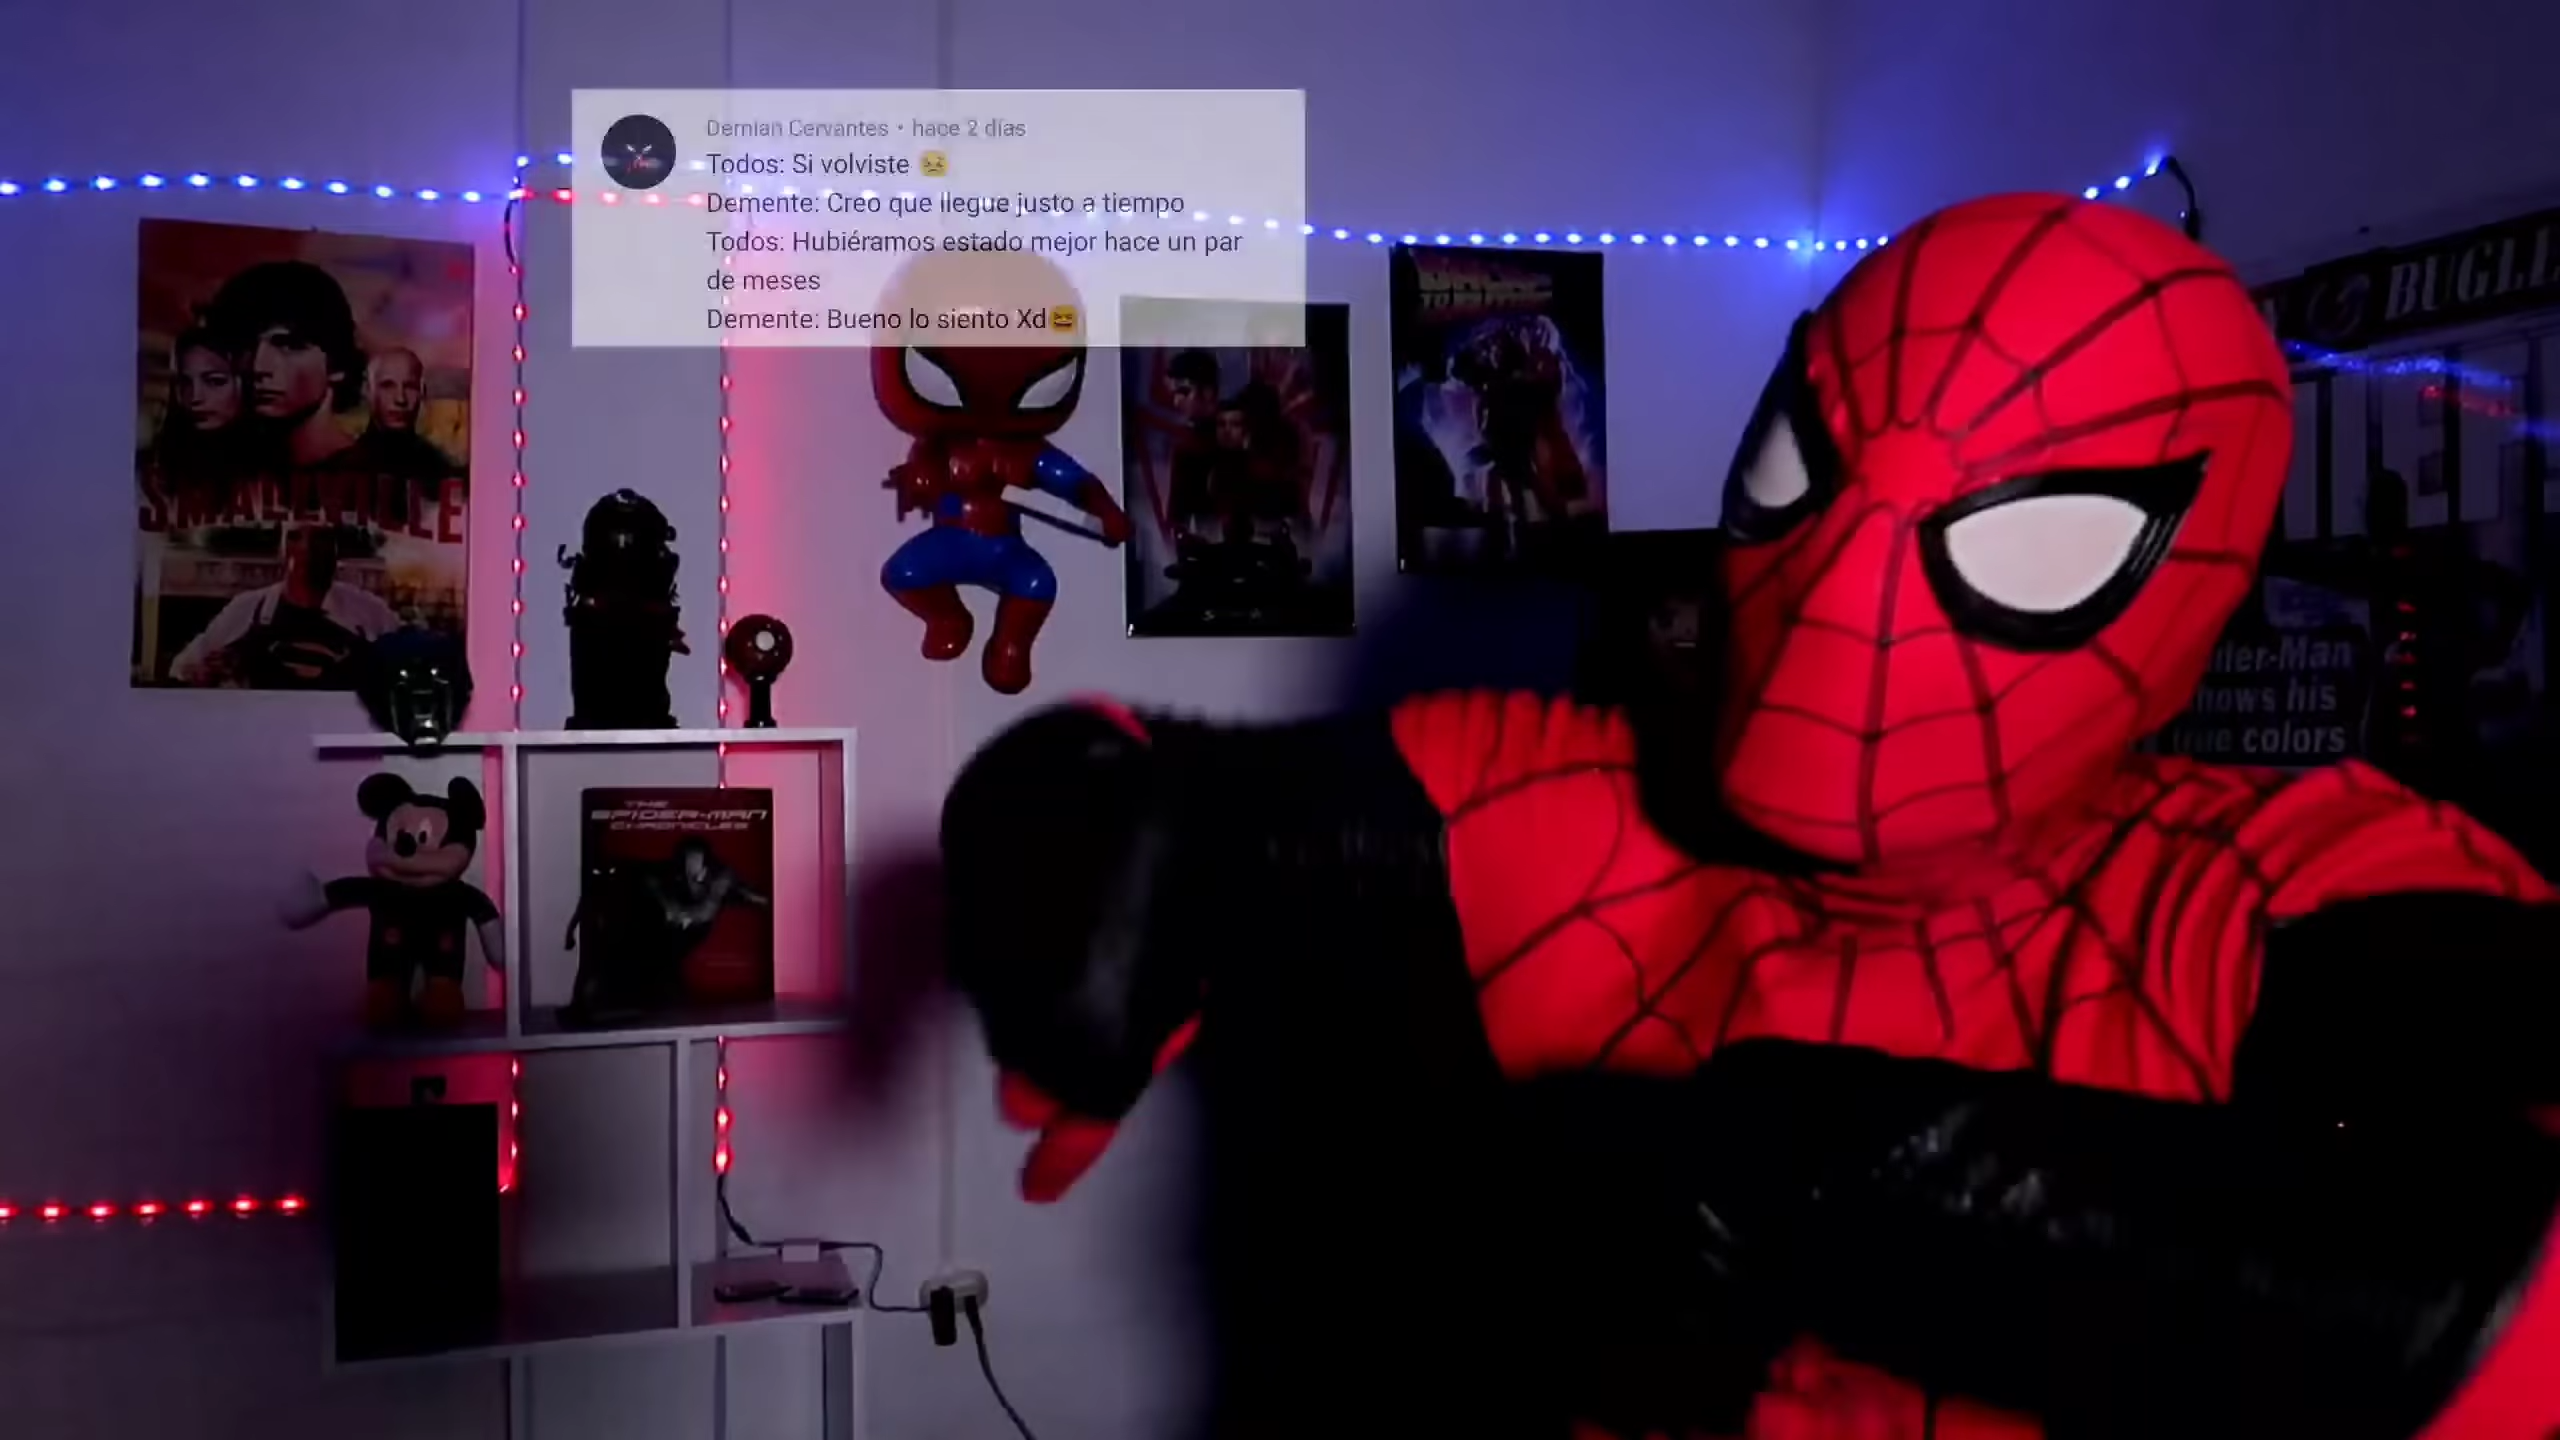 Demian Cervantes • hace 2 días
Todos: Si volviste 😣
Demente: Creo que llegue justo a tiempo
Todos: Hubiéramos estado mejor hace un par
de meses
Demente: Bueno lo siento Xd😆
BUGLE
SMALLVILLE
Spider-Man
shows his
true colors
THE
SPIDER-MAN
CHRONICLES